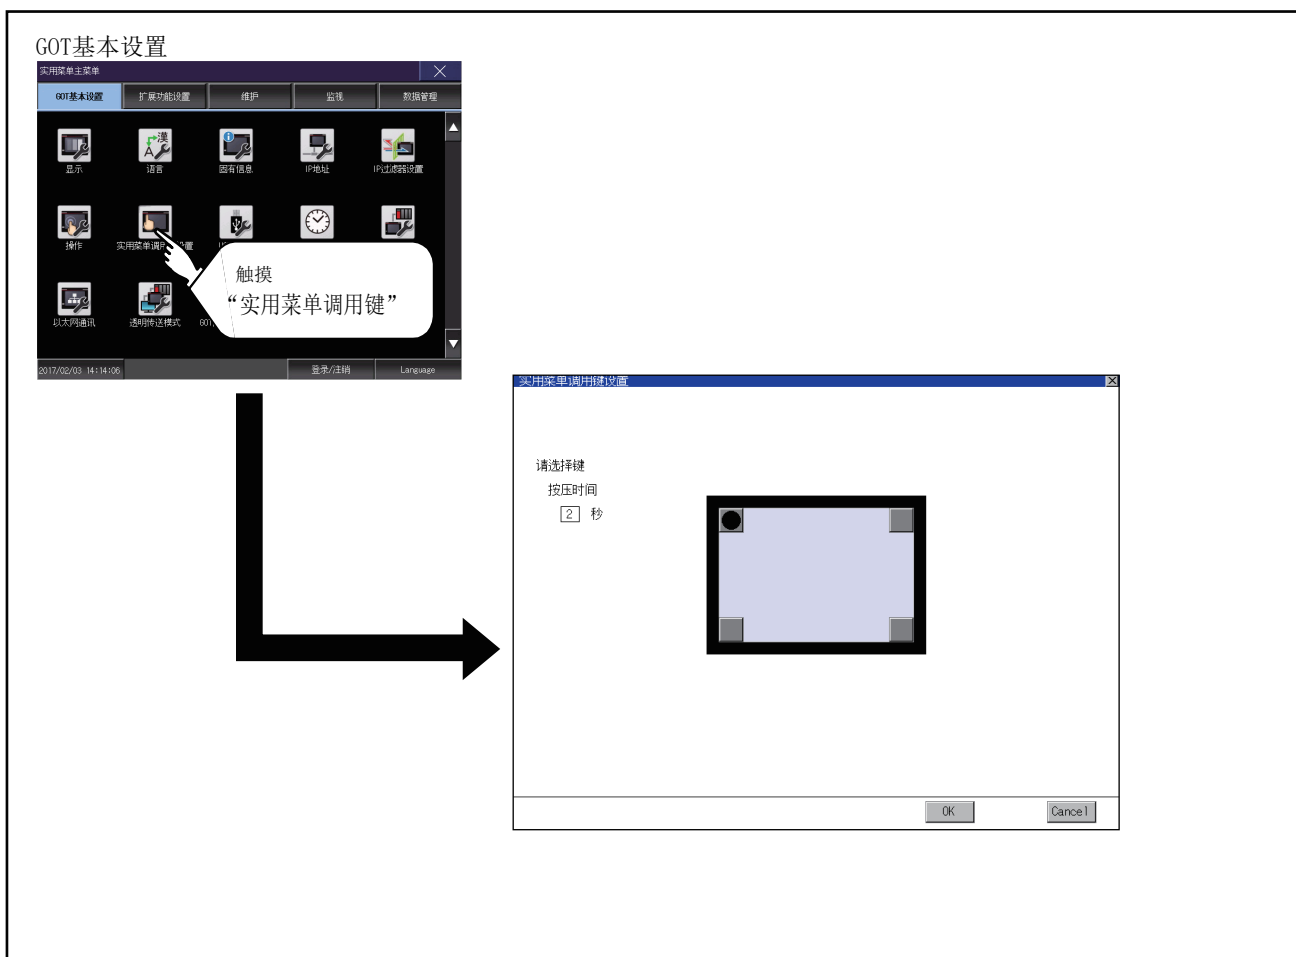 GOT基本设置
实用菜单主菜单
GOT基本设置 扩展功能设置 维护 监视 数据管理
显示 语言 固有信息 IP地址 IP过滤器设置
操作 实用菜单调用 置
以太网通讯 透明传送模式
触摸
“实用菜单调用键”
2017/02/03 14:14:06 登录/注销 Language
实用菜单调用键设置
请选择键
按压时间
2 秒
OK Cancel